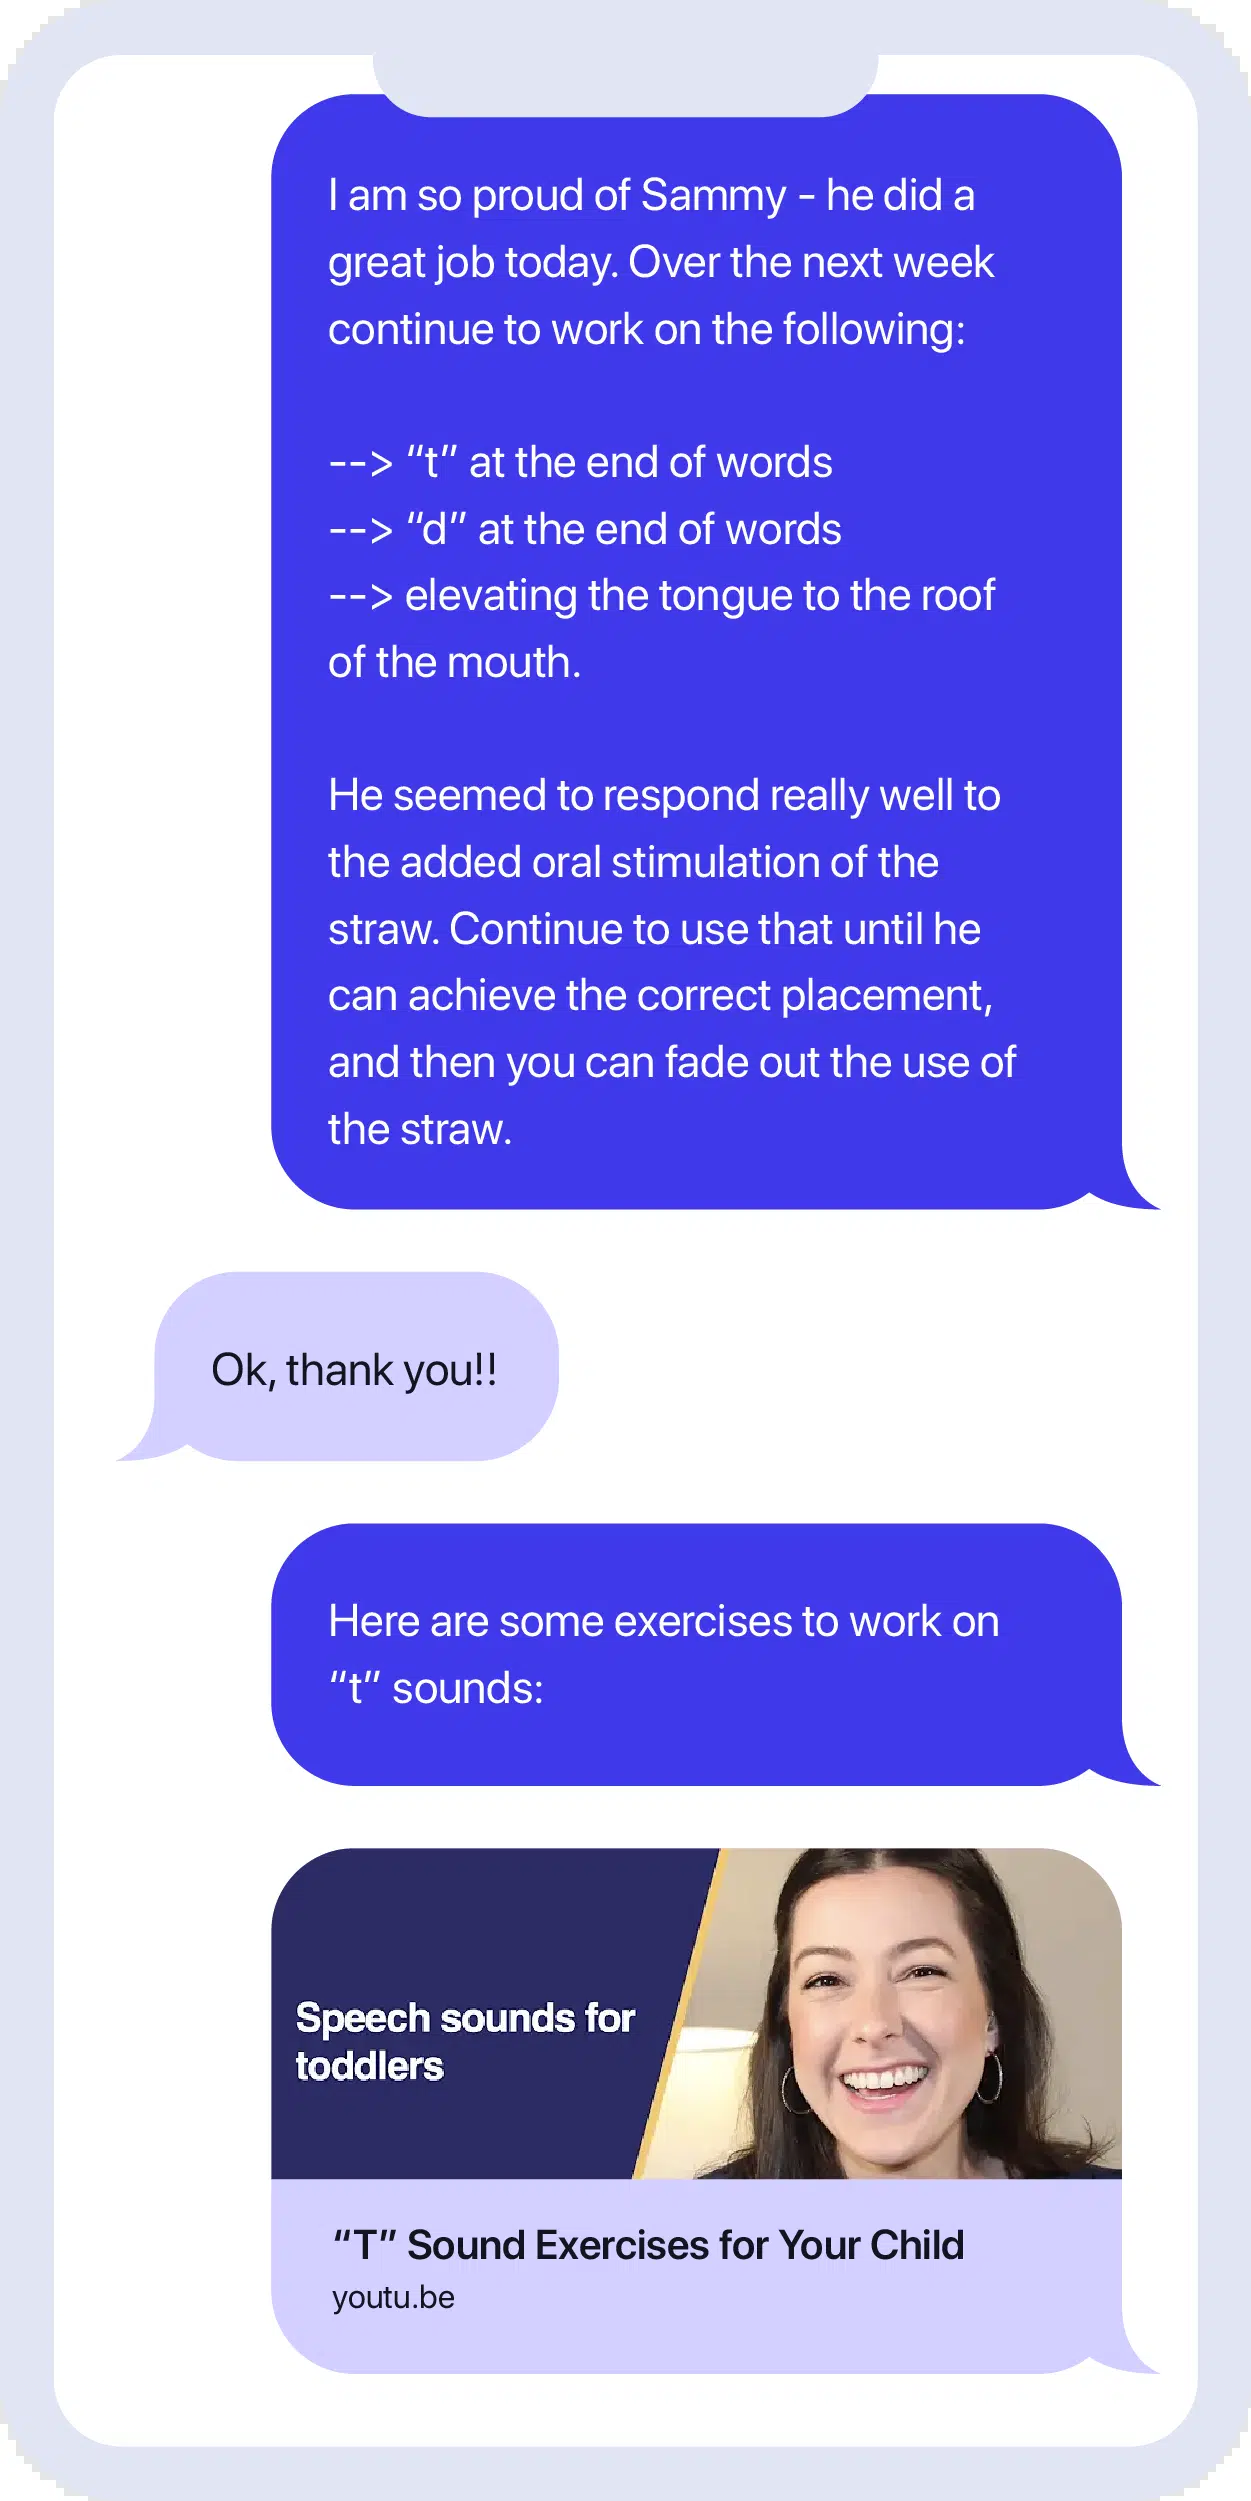 I am so proud of Sammy - he did a
great job today. Over the next week
continue to work on the following:
--> “t” at the end of words
--> “d” at the end of words
--> elevating the tongue to the roof
of the mouth.
He seemed to respond really well to
the added oral stimulation of the
straw. Continue to use that until he
can achieve the correct placement,
and then you can fade out the use of
the straw.
Ok, thank you!!
Here are some exercises to work on
“t” sounds:
Speech sounds for
toddlers
“T” Sound Exercises for Your Child
youtu.be